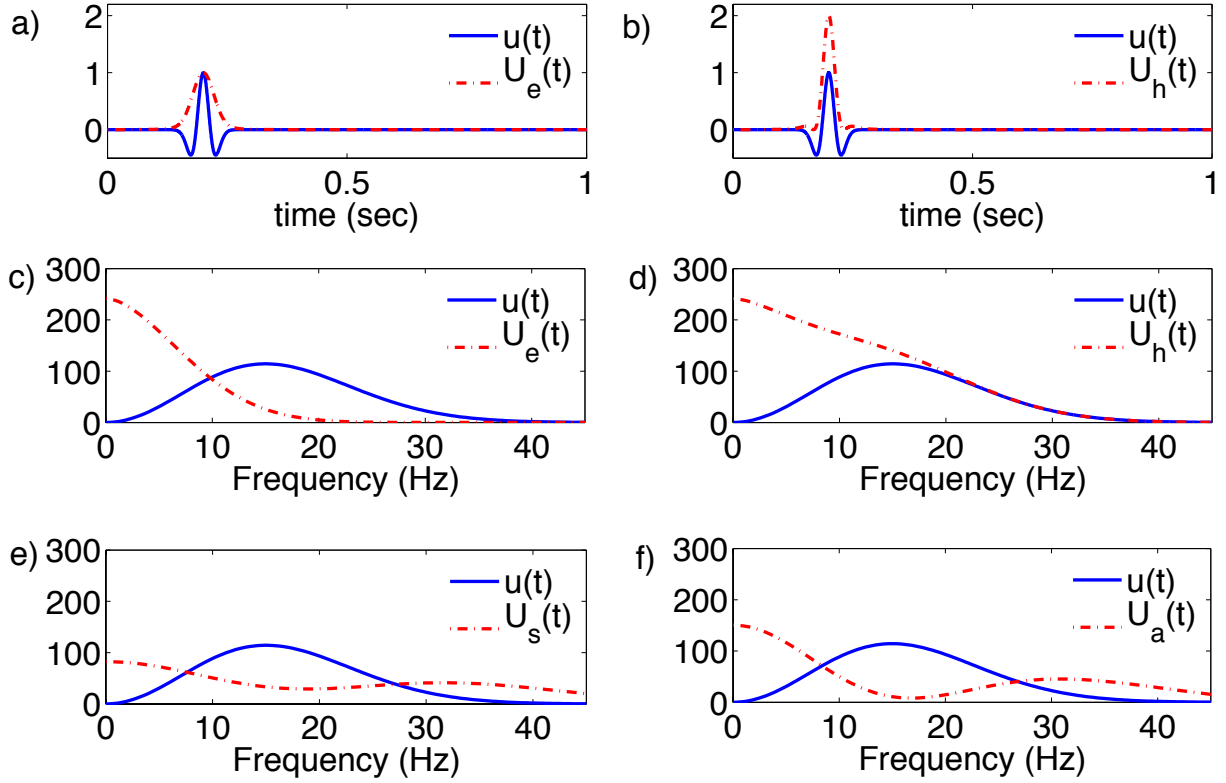 a)
2
1
0
u(t)
U_e(t)
0 0.5 1
time (sec)
b)
2
1
0
u(t)
U_h(t)
0 0.5 1
time (sec)
c)
300
200
100
0
u(t)
U_e(t)
0 10 20 30 40
Frequency (Hz)
d)
300
200
100
0
u(t)
U_h(t)
0 10 20 30 40
Frequency (Hz)
e)
300
200
100
0
u(t)
U_s(t)
0 10 20 30 40
Frequency (Hz)
f)
300
200
100
0
u(t)
U_a(t)
0 10 20 30 40
Frequency (Hz)